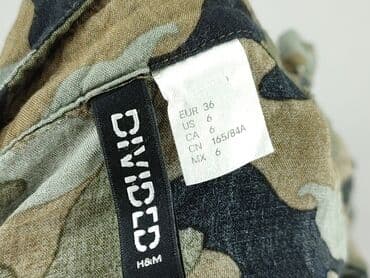 EUR 36
US 6
CA 6
CN 165/84A
MX 6
DIVIDED
H&M